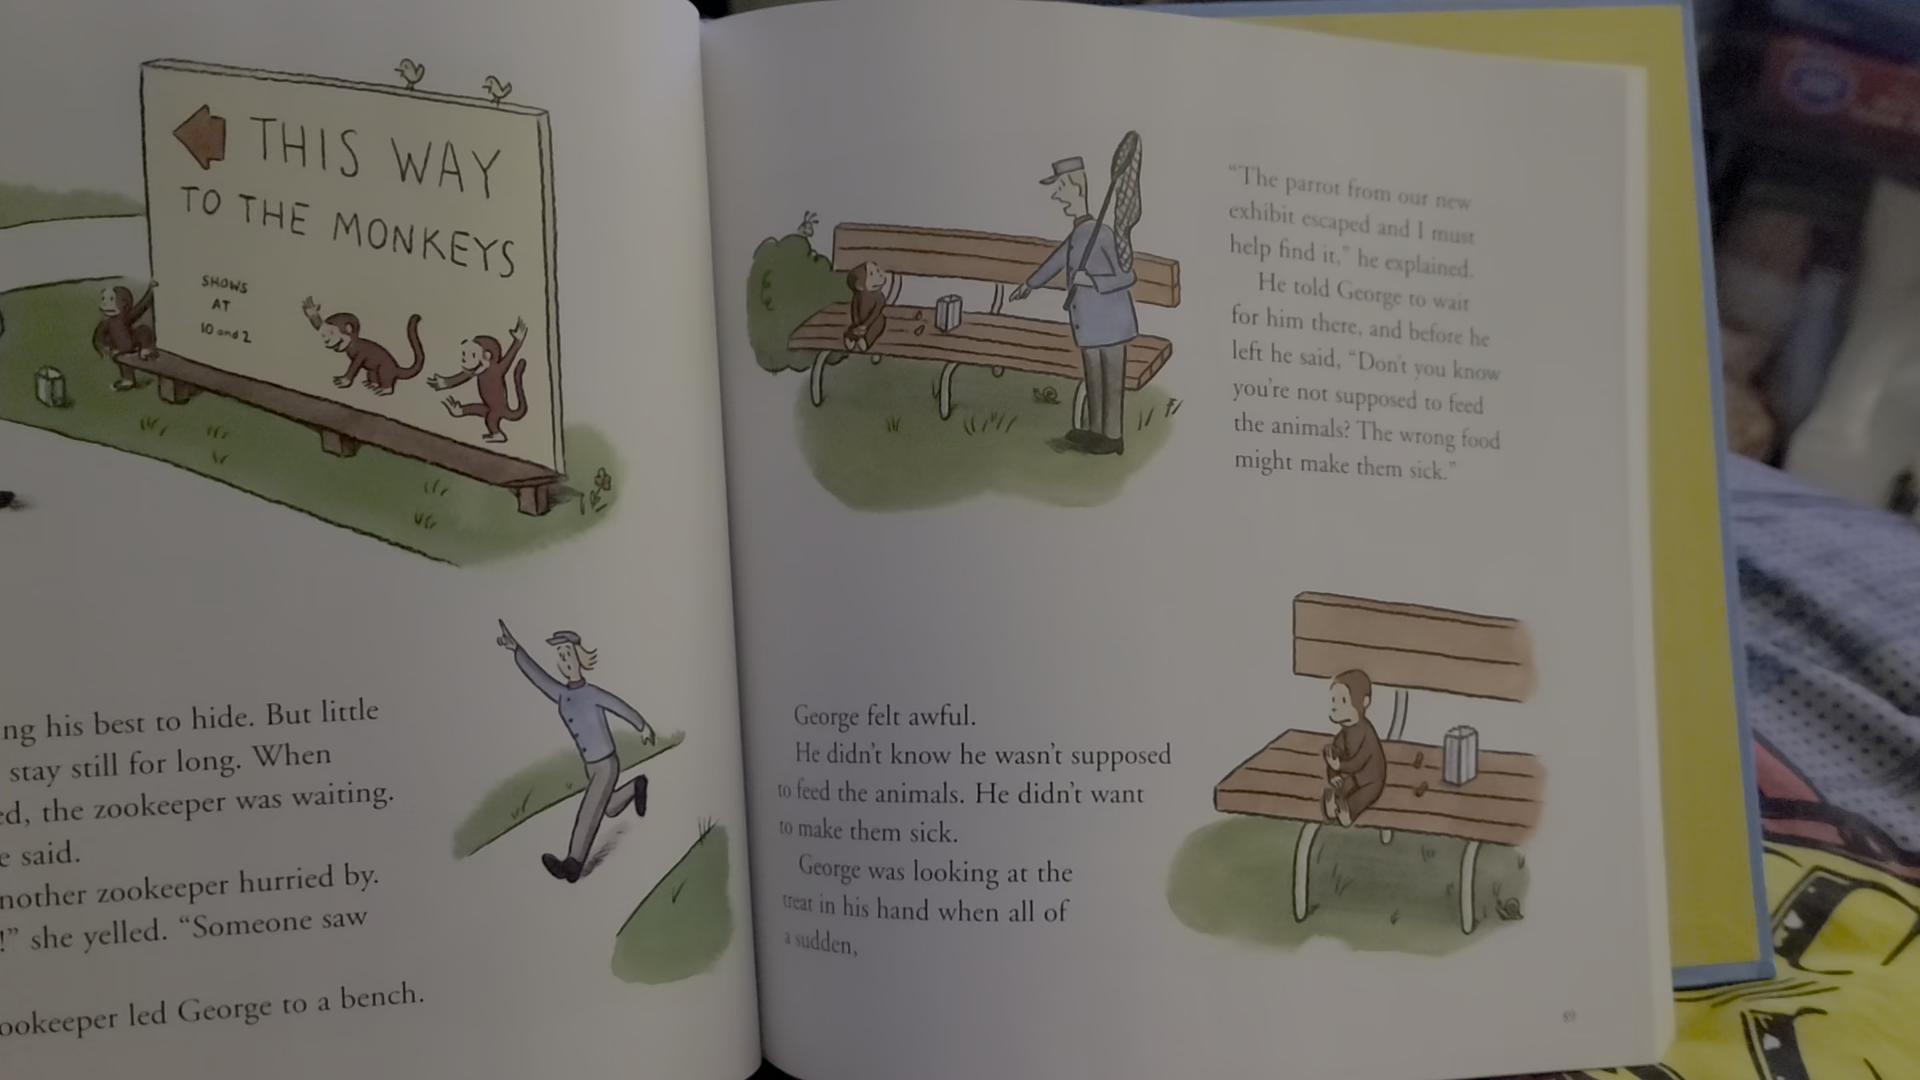 THIS WAY
TO THE MONKEYS
SHOWS
AT
10 and 2
ng his best to hide. But little
stay still for long. When
ed, the zookeeper was waiting.
e said.
nother zookeeper hurried by.
!” she yelled. “Someone saw
ookeeper led George to a bench.
“The parrot from our new
exhibit escaped and I must
help find it,” he explained.
He told George to wait
for him there, and before he
left he said, “Don’t you know
you’re not supposed to feed
the animals? The wrong food
might make them sick.”
George felt awful.
He didn’t know he wasn’t supposed
to feed the animals. He didn’t want
to make them sick.
George was looking at the
treat in his hand when all of
a sudden,